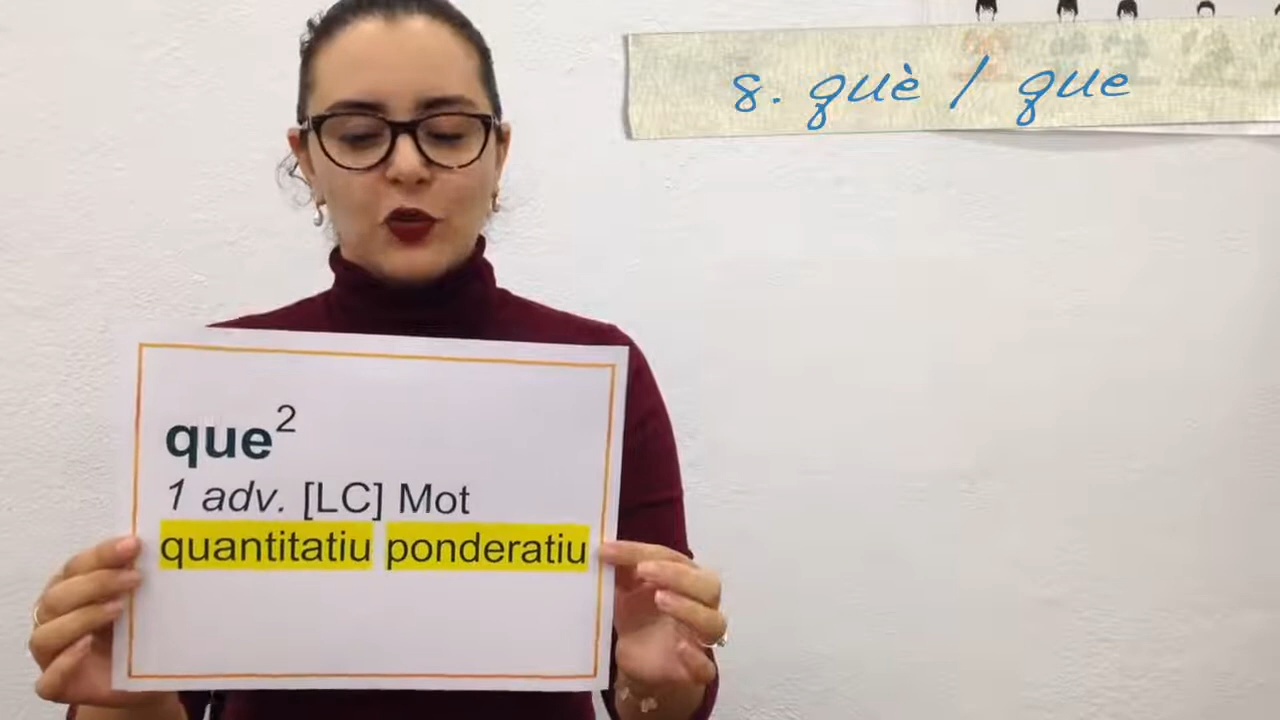 8. què / que
que²
1 adv. [LC] Mot
quantitatiu ponderatiu